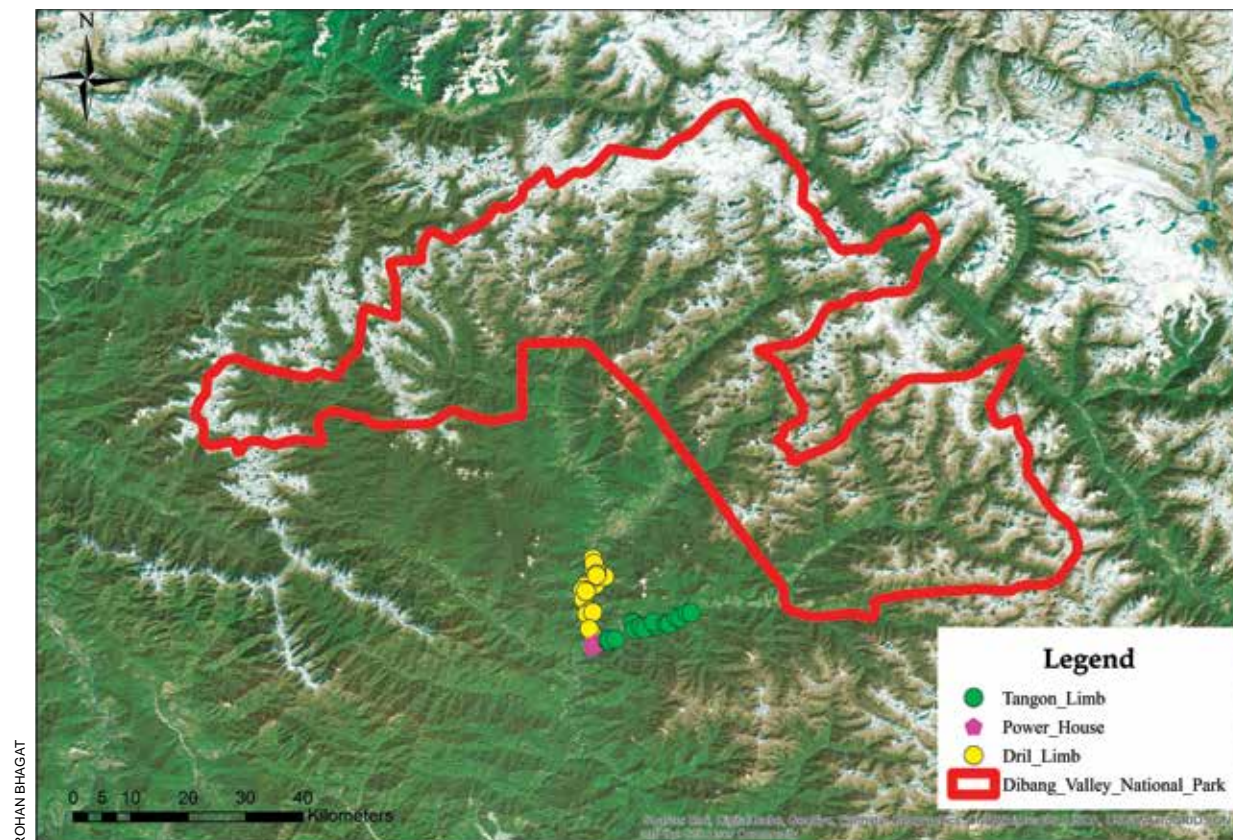 N
Legend
Tangon_Limb
Power_House
Dril_Limb
Dibang_Valley_National_Park
0 5 10 20 30 40
Kilometers
ROHAN BHAGAT